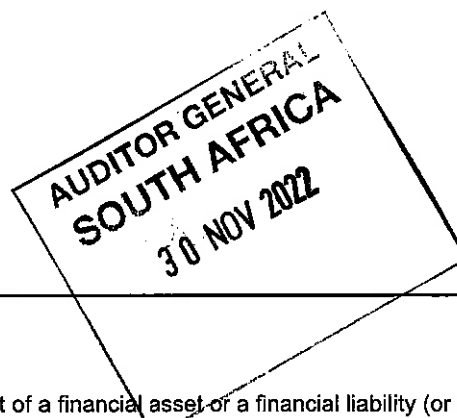 AUDITOR GENERAL
SOUTH AFRICA
30 NOV 2022
t of a financial asset or a financial liability (or